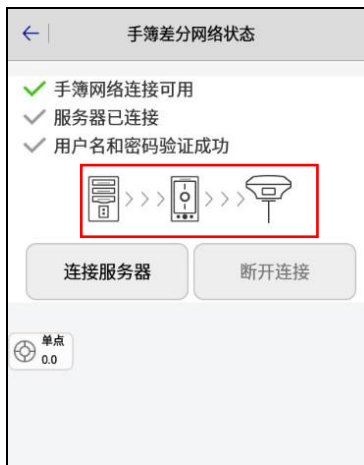 手簿差分网络状态
手簿网络连接可用
服务器已连接
用户名和密码验证成功
连接服务器
断开连接
单点
0.0